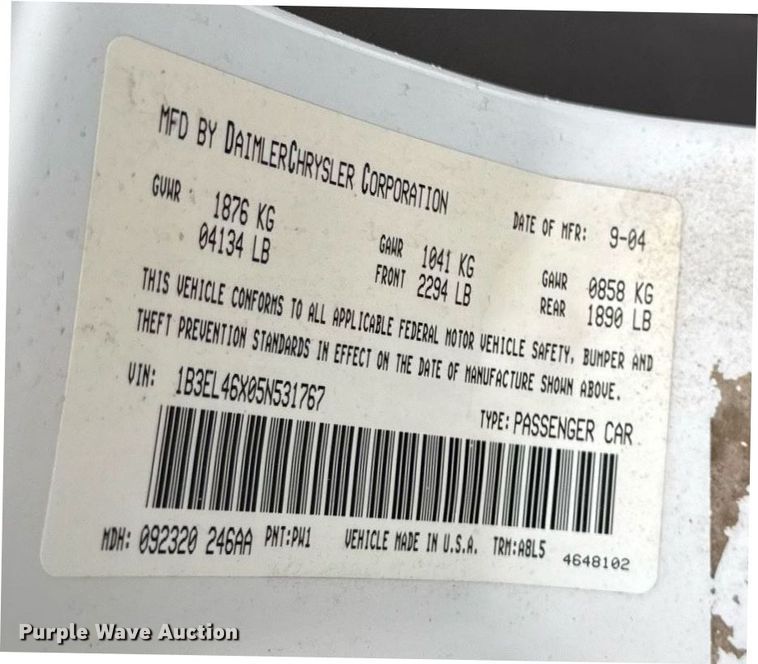 MFD BY DAIMLERCHRYSLER CORPORATION
DATE OF MFR: 9-04
GVWR 1876 KG
04134 LB
GAWR 1041 KG
FRONT 2294 LB
GAWR 0858 KG
REAR 1890 LB
THIS VEHICLE CONFORMS TO ALL APPLICABLE FEDERAL MOTOR VEHICLE SAFETY, BUMPER AND
THEFT PREVENTION STANDARDS IN EFFECT ON THE DATE OF MANUFACTURE SHOWN ABOVE.
VIN: 1B3EL46X05N531767
TYPE: PASSENGER CAR
MDH: 092320 246AA PNT:PW1 VEHICLE MADE IN U.S.A. TRM:A8L5 4648102
Purple Wave Auction